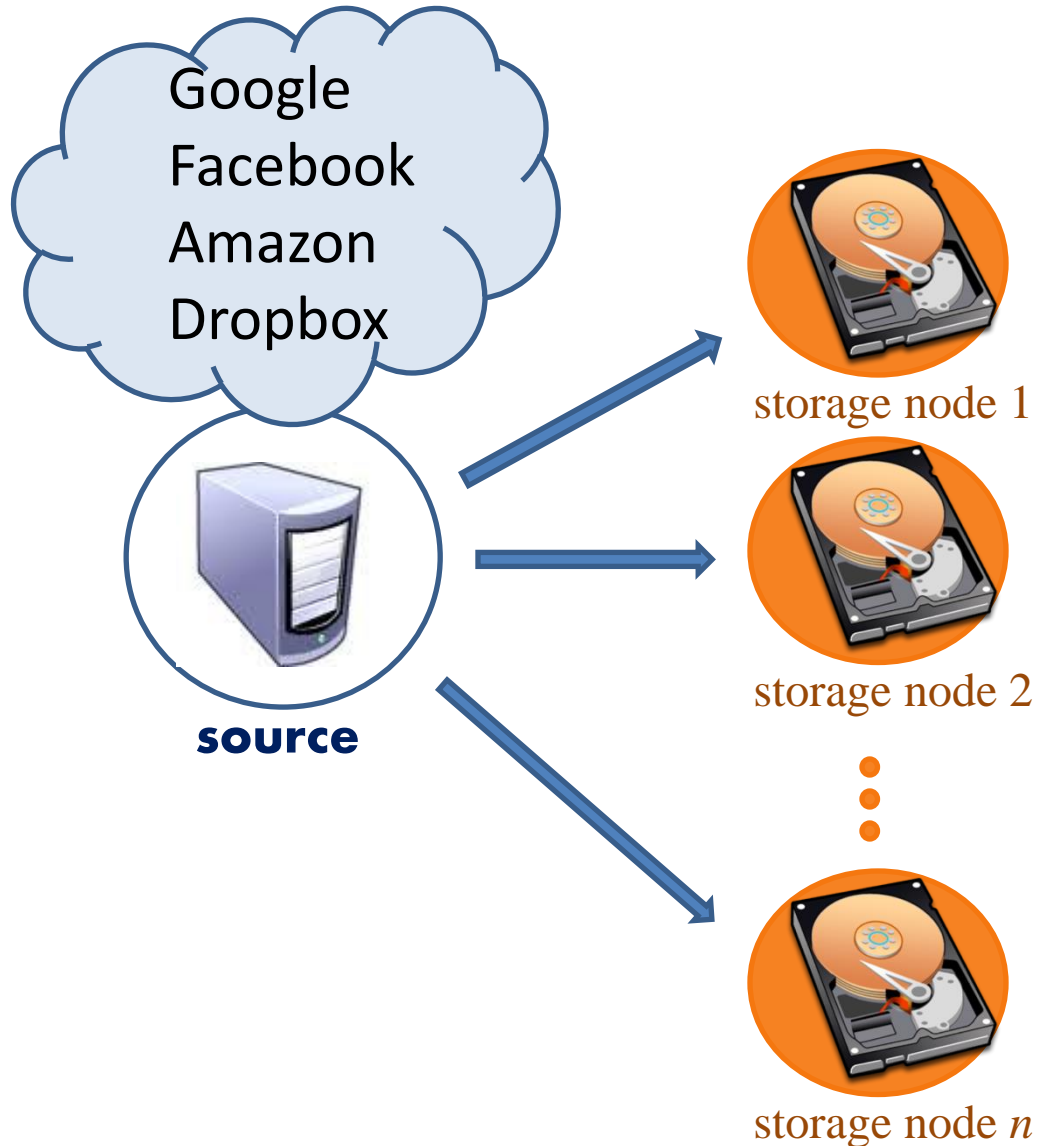 Google
Facebook
Amazon
Dropbox
source
storage node 1
storage node 2
storage node n